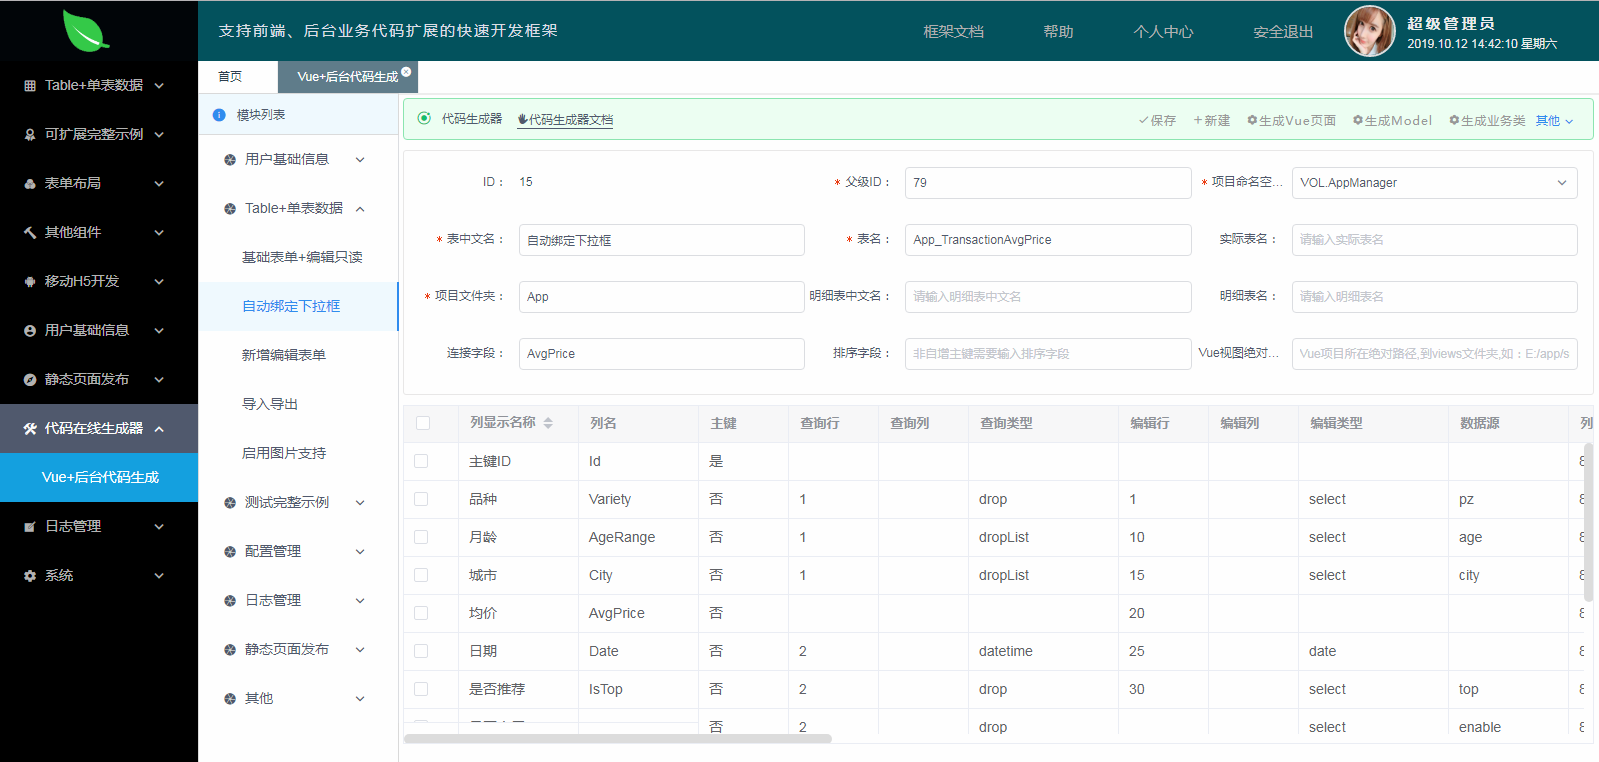 支持前端、后台业务代码扩展的快速开发框架
框架文档 帮助 个人中心 安全退出
超级管理员
2019.10.12 14:42:10 星期六
Table+单表数据
可扩展完整示例
表单布局
其他组件
移动H5开发
用户基础信息
静态页面发布
代码在线生成器
Vue+后台代码生成
日志管理
系统
首页 Vue+后台代码生成
模块列表
用户基础信息
Table+单表数据
基础表单+编辑只读
自动绑定下拉框
新增编辑表单
导入导出
启用图片支持
测试完整示例
配置管理
日志管理
静态页面发布
其他
代码生成器 代码生成器文档 保存 +新建 生成Vue页面 生成Model 生成业务类 其他
ID： 15 * 父级ID： 79 * 项目命名空... VOL.AppManager
* 表中文名： 自动绑定下拉框 * 表名： App_TransactionAvgPrice 实际表名： 请输入实际表名
* 项目文件夹： App 明细表中文名： 请输入明细表中文名 明细表名： 请输入明细表名
连接字段： AvgPrice 排序字段： 非自增主键需要输入排序字段 Vue视图绝对... Vue项目所在绝对路径,到views文件夹,如：E:/app/s
列显示名称 列名 主键 查询行 查询列 查询类型 编辑行 编辑列 编辑类型 数据源 列
主键ID Id 是
品种 Variety 否 1 drop 1 select pz
月龄 AgeRange 否 1 dropList 10 select age
城市 City 否 1 dropList 15 select city
均价 AvgPrice 否 20
日期 Date 否 2 datetime 25 date
是否推荐 IsTop 否 2 drop 30 select top
否 2 drop select enable